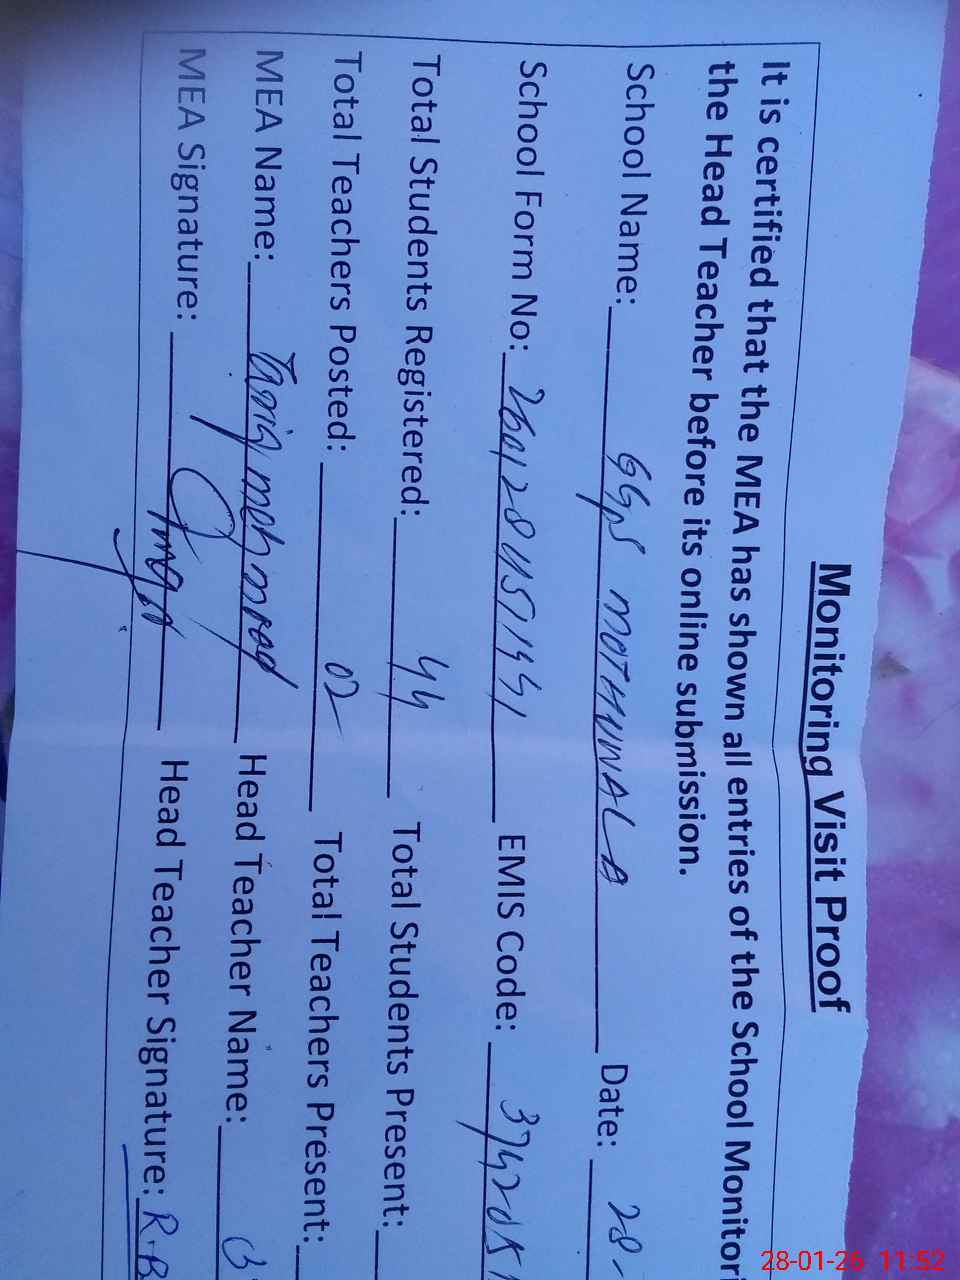 Monitoring Visit Proof
It is certified that the MEA has shown all entries of the School Monitori
the Head Teacher before its online submission.
School Name: GGPS MOTHUWALA Date: 28-
School Form No: EMIS Code:
Total Students Registered: 44 Total Students Present:
Total Teachers Posted: 02 Total Teachers Present:
MEA Name: Head Teacher Name:
MEA Signature: Head Teacher Signature: R.B
28-01-26 11:52